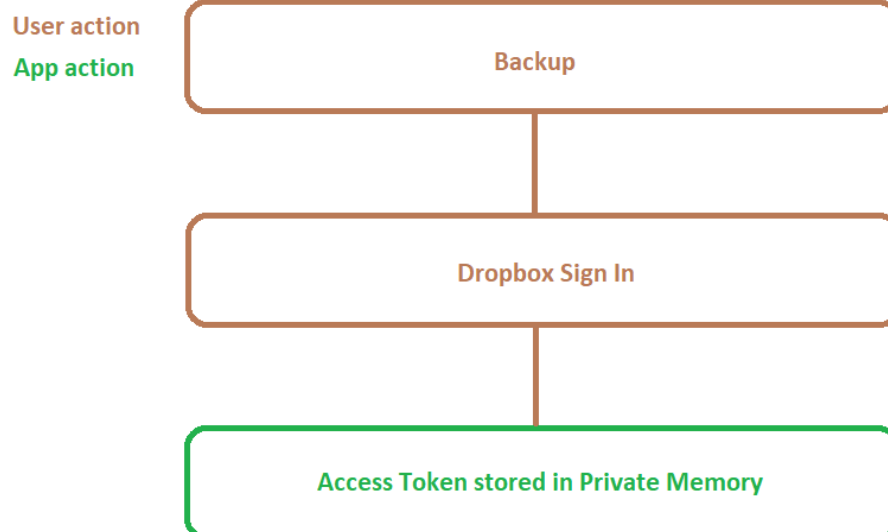 User action
App action
Backup
Dropbox Sign In
Access Token stored in Private Memory